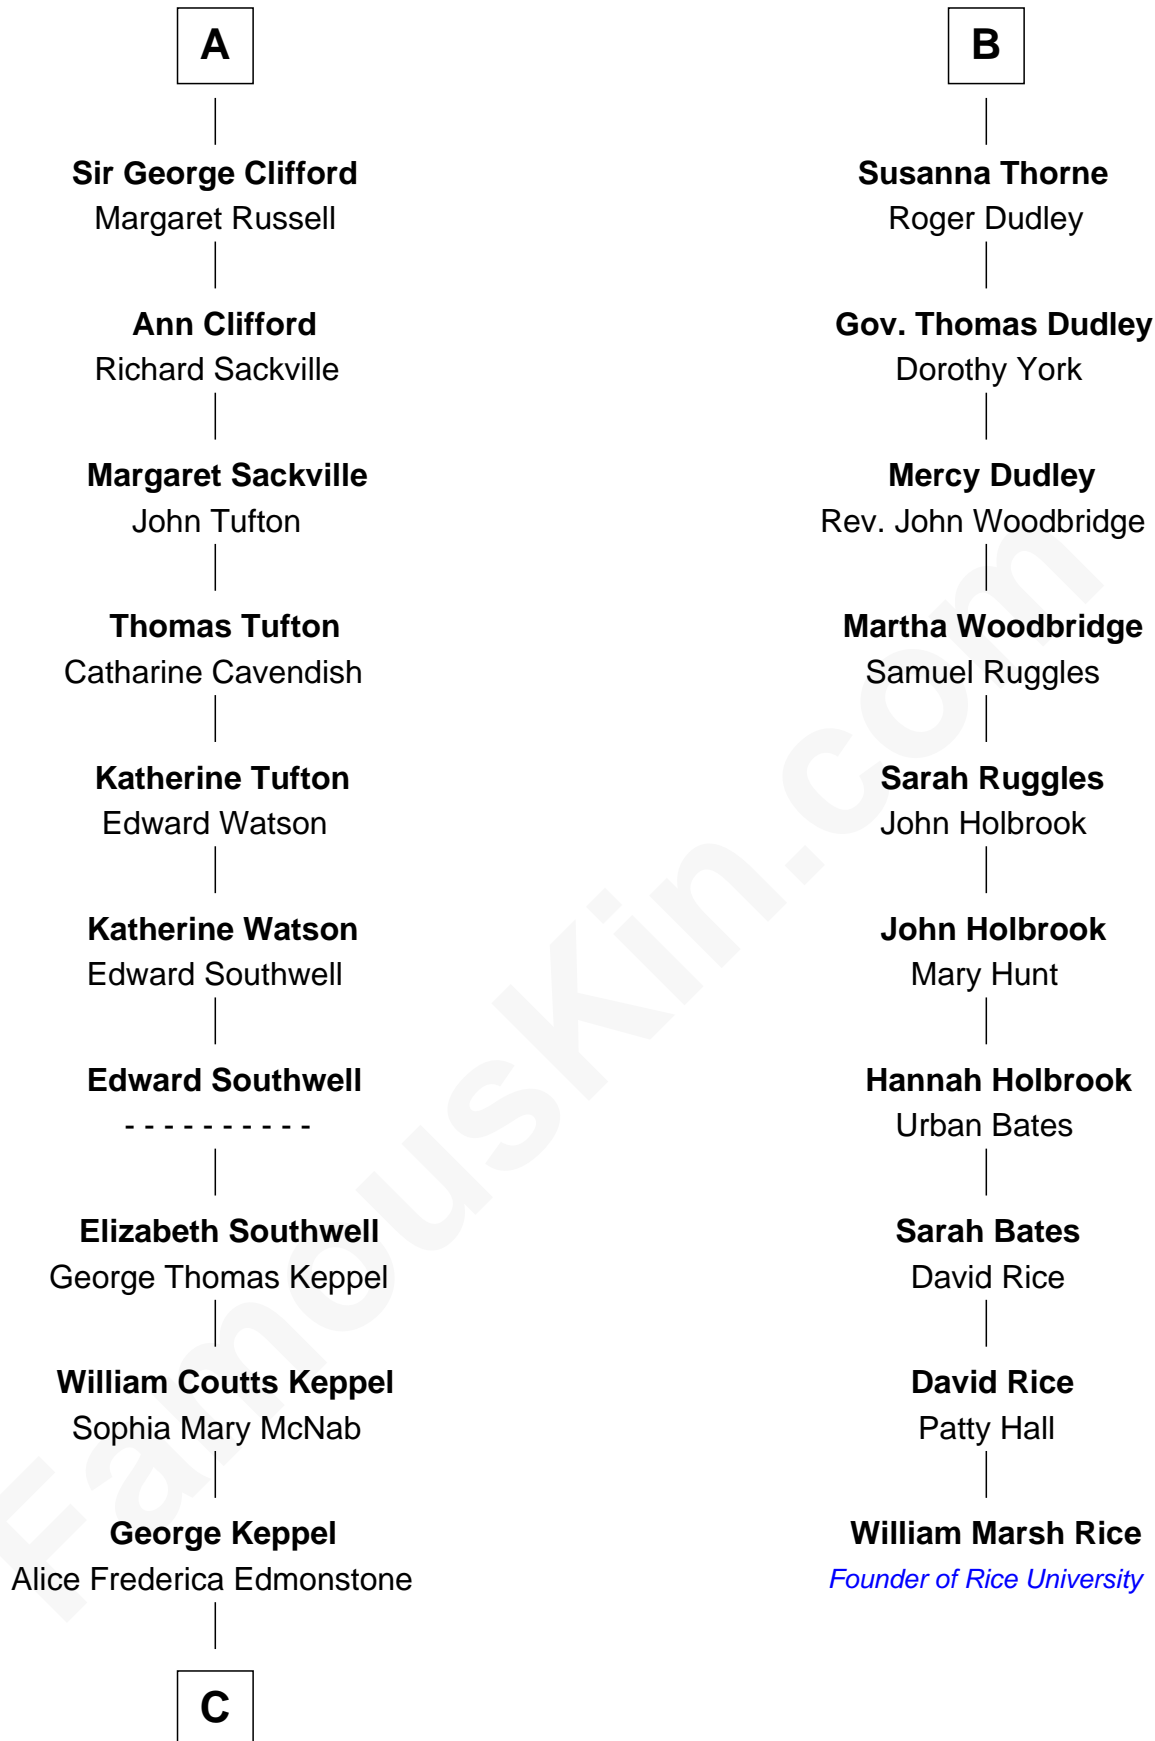 A
Sir George Clifford
Margaret Russell
Ann Clifford
Richard Sackville
Margaret Sackville
John Tufton
Thomas Tufton
Catharine Cavendish
Katherine Tufton
Edward Watson
Katherine Watson
Edward Southwell
Edward Southwell
- - - - - - - - - -
Elizabeth Southwell
George Thomas Keppel
William Coutts Keppel
Sophia Mary McNab
George Keppel
Alice Frederica Edmonstone
C
B
Susanna Thorne
Roger Dudley
Gov. Thomas Dudley
Dorothy York
Mercy Dudley
Rev. John Woodbridge
Martha Woodbridge
Samuel Ruggles
Sarah Ruggles
John Holbrook
John Holbrook
Mary Hunt
Hannah Holbrook
Urban Bates
Sarah Bates
David Rice
David Rice
Patty Hall
William Marsh Rice
Founder of Rice University
FamousKin.com